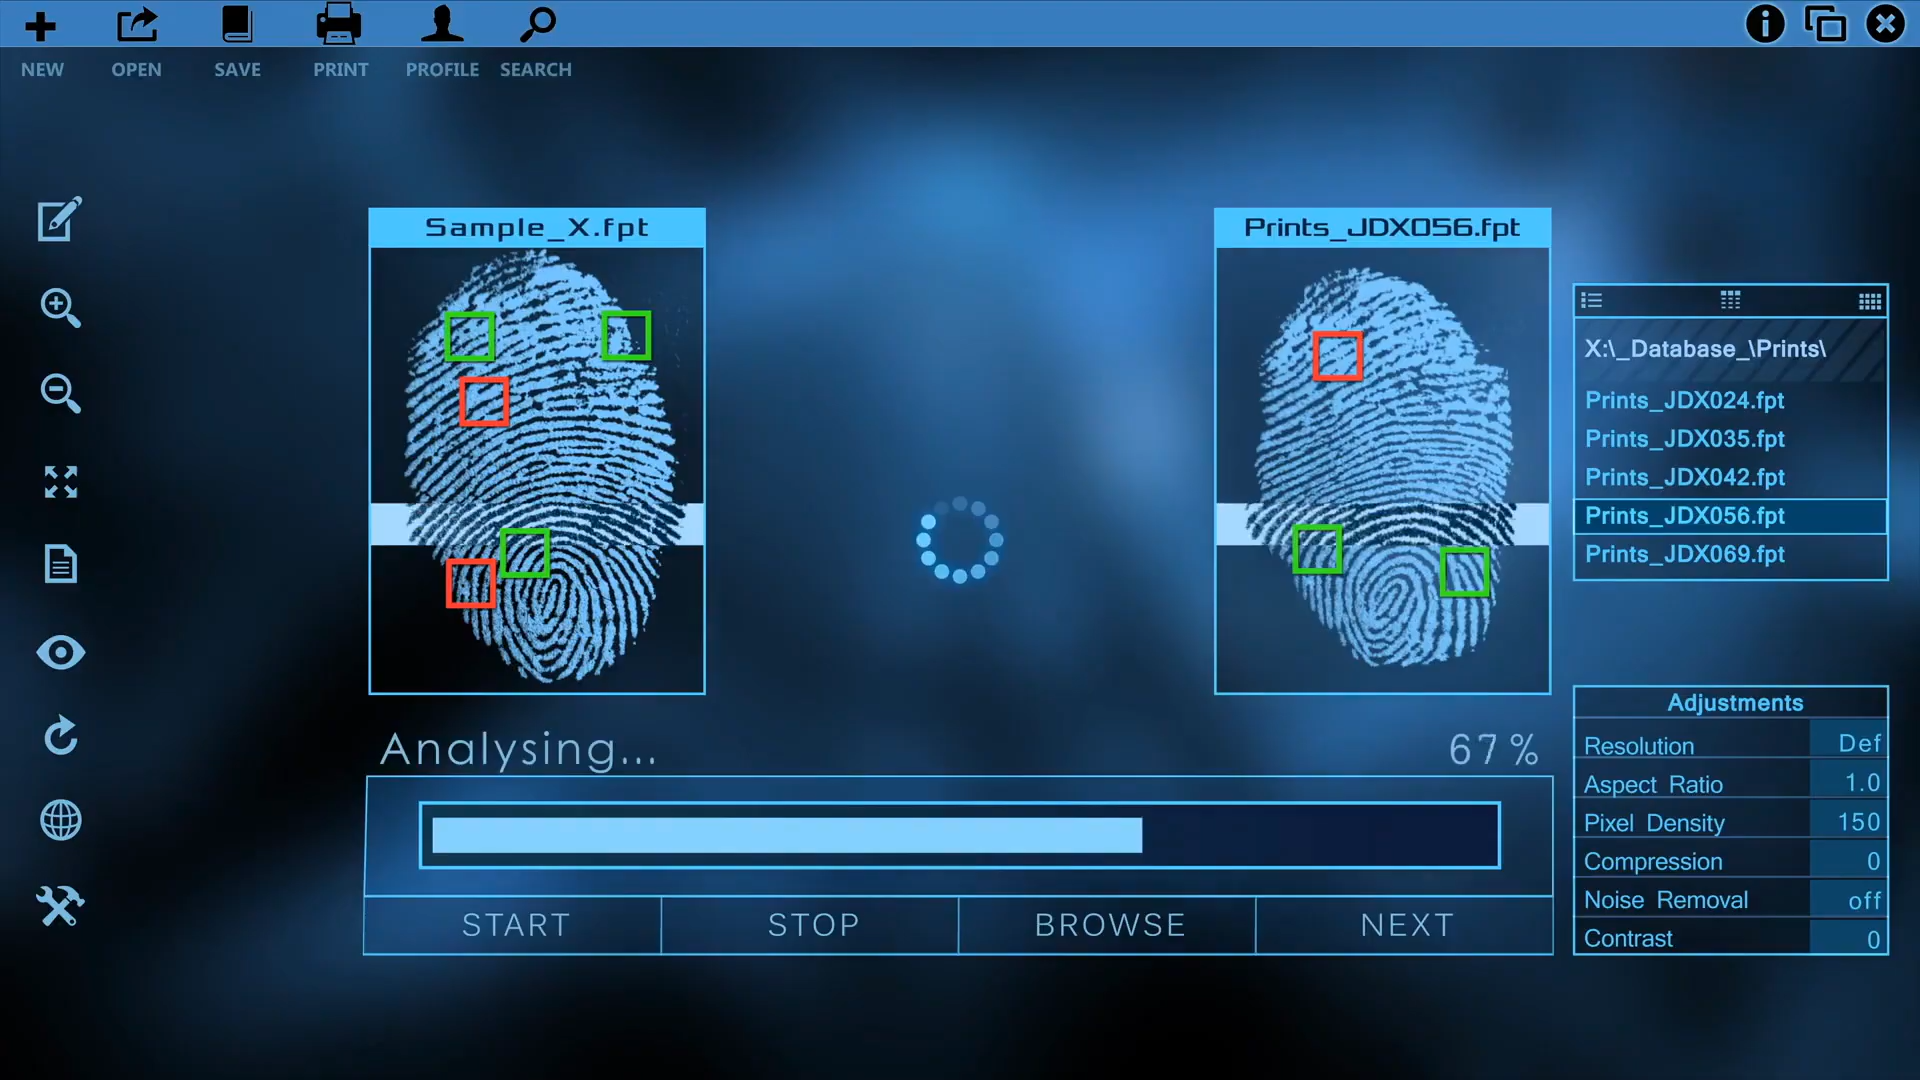 NEW OPEN SAVE PRINT PROFILE SEARCH
Sample_X.fpt
Prints_JDX056.fpt
X:\_Database_\Prints\
Prints_JDX024.fpt
Prints_JDX035.fpt
Prints_JDX042.fpt
Prints_JDX056.fpt
Prints_JDX069.fpt
Analysing...
67%
START STOP BROWSE NEXT
Adjustments
Resolution Def
Aspect Ratio 1.0
Pixel Density 150
Compression 0
Noise Removal off
Contrast 0